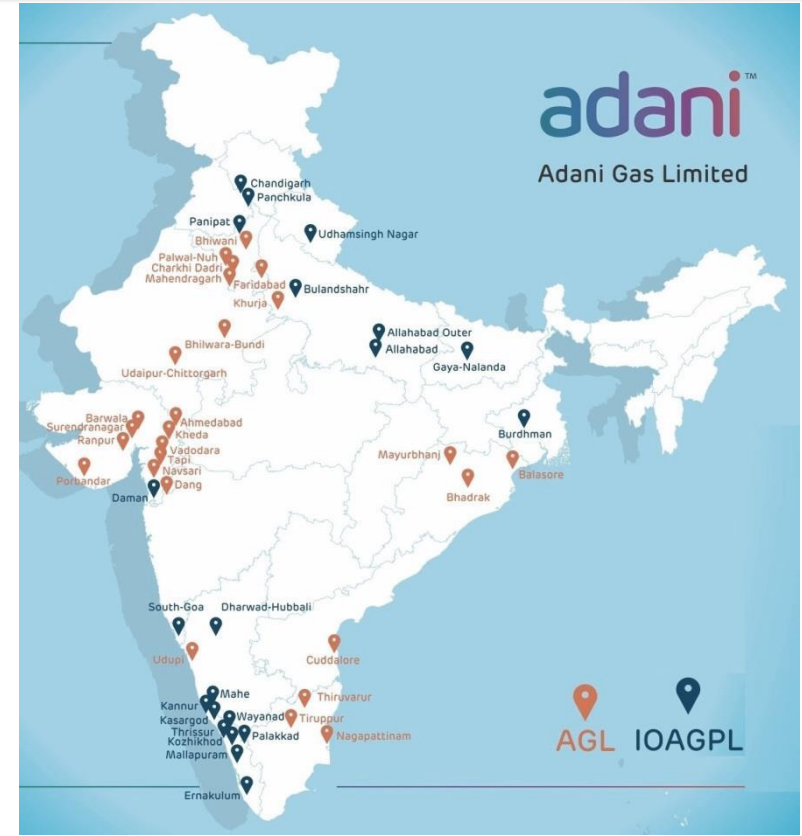 adani™
Adani Gas Limited
Chandigarh
Panchkula
Panipat
Udhamsingh Nagar
Bhiwani
Palwal-Nuh
Charkhi Dadri
Mahendragarh
Faridabad
Bulandshahr
Khurja
Allahabad Outer
Bhilwara-Bundi
Allahabad
Gaya-Nalanda
Udaipur-Chittorgarh
Barwala
Ahmedabad
Surendranagar
Kheda
Ranpur
Vadodara
Tapi
Navsari
Porbandar
Dang
Daman
Burdhman
Mayurbhanj
Balasore
Bhadrak
South-Goa
Dharwad-Hubbali
Udupi
Cuddalore
Mahe
Thiruvarur
Kannur
Kasargod
Wayanad
Tiruppur
Thrissur
Palakkad
Nagapattinam
Kozhikhod
Mallapuram
Ernakulum
AGL
IOAGPL